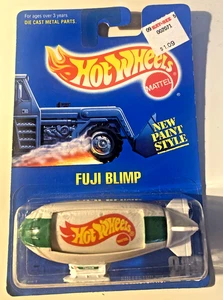 For ages over 3 years
DIE CAST METAL PARTS.
$1.09
Hot Wheels
MATTEL
NEW
PAINT
STYLE
FUJI BLIMP
Hot Wheels